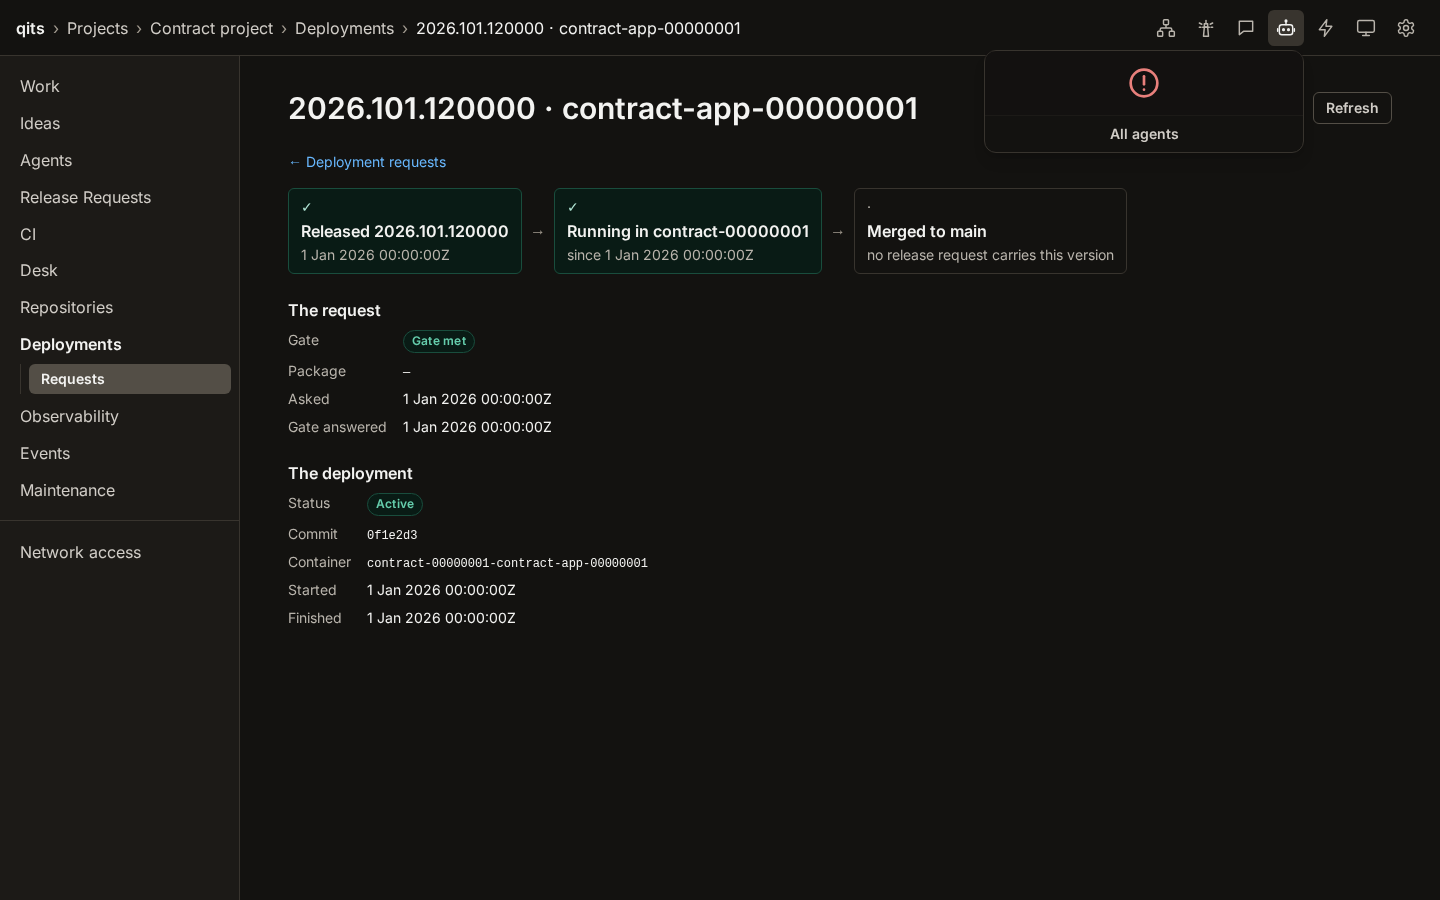 qits › Projects › Contract project › Deployments › 2026.101.120000 · contract-app-00000001
Work
Ideas
Agents
Release Requests
CI
Desk
Repositories
Deployments
Requests
Observability
Events
Maintenance
Network access
2026.101.120000 · contract-app-00000001
All agents
Refresh
← Deployment requests
✓
Released 2026.101.120000
1 Jan 2026 00:00:00Z
→
✓
Running in contract-00000001
since 1 Jan 2026 00:00:00Z
→
·
Merged to main
no release request carries this version
The request
Gate Gate met
Package –
Asked 1 Jan 2026 00:00:00Z
Gate answered 1 Jan 2026 00:00:00Z
The deployment
Status Active
Commit 0f1e2d3
Container contract-00000001-contract-app-00000001
Started 1 Jan 2026 00:00:00Z
Finished 1 Jan 2026 00:00:00Z